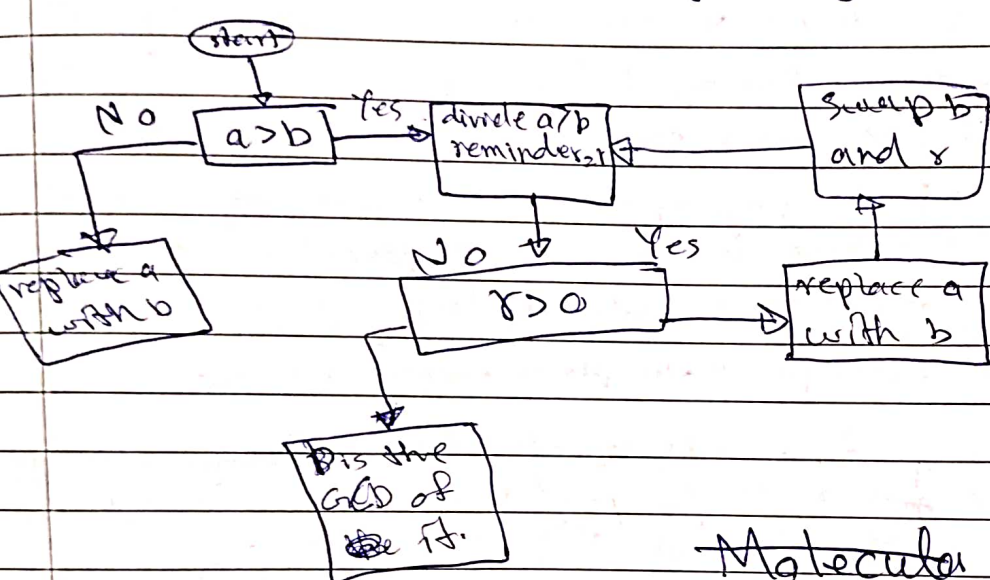 start
No
a>b
Yes
divide a/b
reminder, r
swap b
and r
replace a
with b
No
r>0
Yes
replace a
with b
B is the
GCD of
it.
Molecula